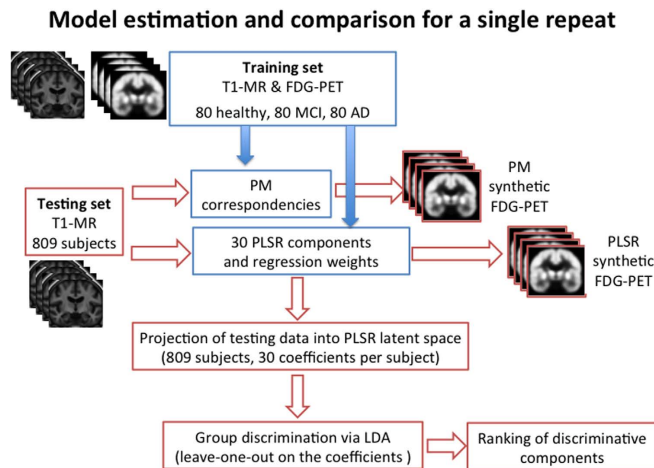 Model estimation and comparison for a single repeat
Training set
T1-MR & FDG-PET
80 healthy, 80 MCI, 80 AD
PM
correspondencies
PM
synthetic
FDG-PET
Testing set
T1-MR
809 subjects
30 PLSR components
and regression weights
PLSR
synthetic
FDG-PET
Projection of testing data into PLSR latent space
(809 subjects, 30 coefficients per subject)
Group discrimination via LDA
(leave-one-out on the coefficients )
Ranking of discriminative
components